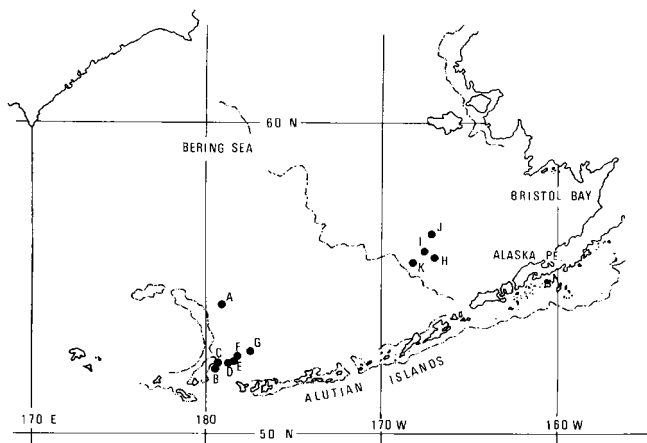 60 N
BERING SEA
BRISTOL BAY
J
I
H
K
ALASKA PE
A
F
G
C
E
D
B
ALUTIAN ISLANDS
170 E
180
170 W
160 W
50 N